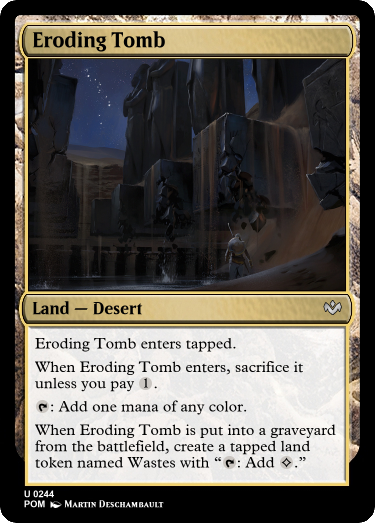 Eroding Tomb
Land — Desert
Eroding Tomb enters tapped.
When Eroding Tomb enters, sacrifice it
unless you pay 1.
: Add one mana of any color.
When Eroding Tomb is put into a graveyard
from the battlefield, create a tapped land
token named Wastes with “: Add .”
U 0244
POM Martin Deschambault